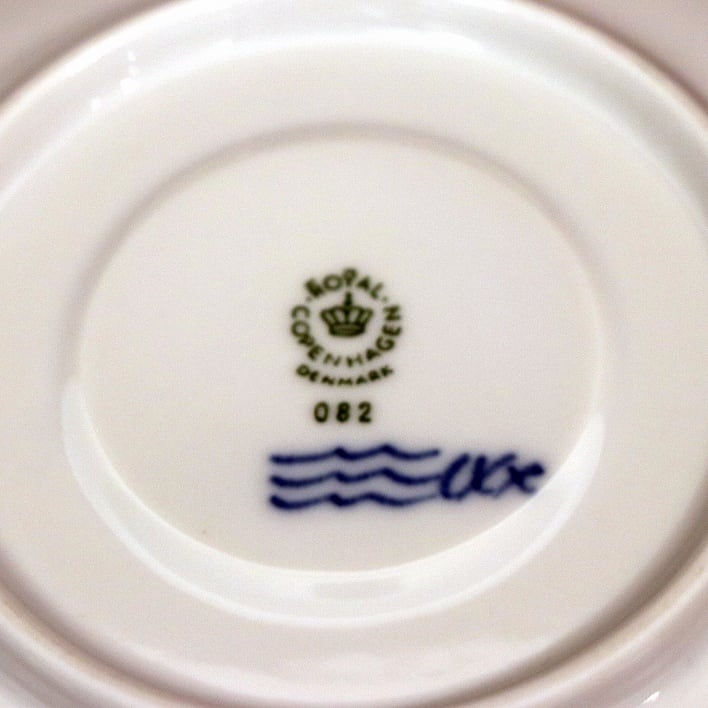 ROYAL
COPENHAGEN
DENMARK
082